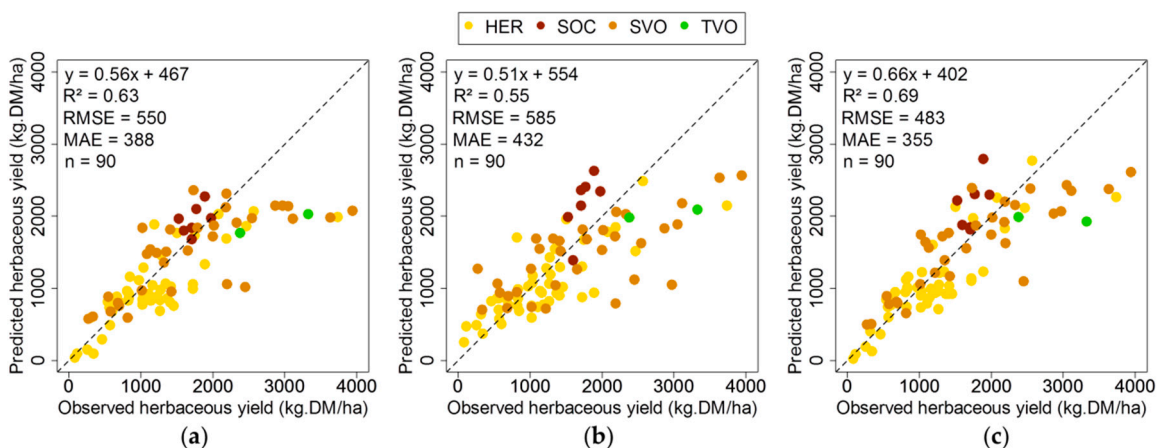 HER SOC SVO TVO
y = 0.56x + 467
R² = 0.63
RMSE = 550
MAE = 388
n = 90
Predicted herbaceous yield (kg.DM/ha)
0 1000 2000 3000 4000
0 1000 2000 3000 4000
Observed herbaceous yield (kg.DM/ha)
(a)
y = 0.51x + 554
R² = 0.55
RMSE = 585
MAE = 432
n = 90
Predicted herbaceous yield (kg.DM/ha)
0 1000 2000 3000 4000
0 1000 2000 3000 4000
Observed herbaceous yield (kg.DM/ha)
(b)
y = 0.66x + 402
R² = 0.69
RMSE = 483
MAE = 355
n = 90
Predicted herbaceous yield (kg.DM/ha)
0 1000 2000 3000 4000
0 1000 2000 3000 4000
Observed herbaceous yield (kg.DM/ha)
(c)